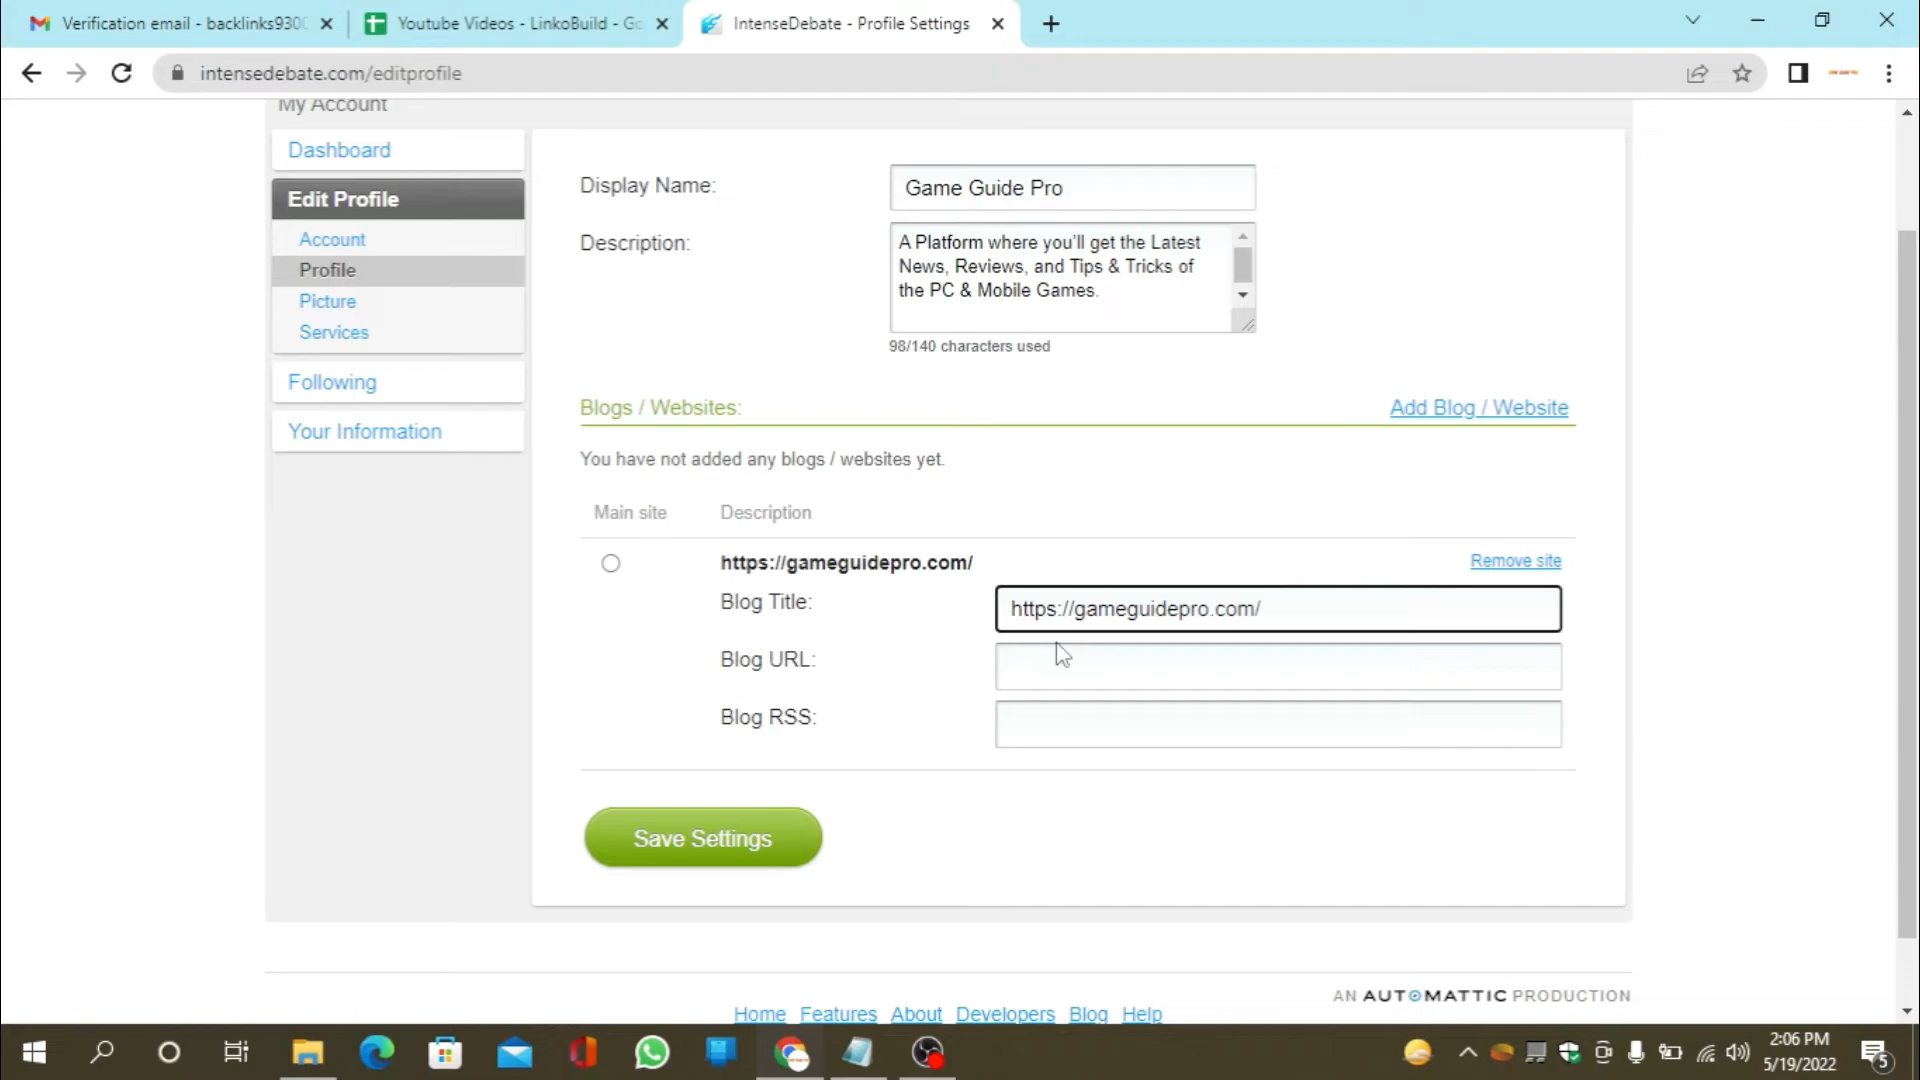 Verification email - backlinks930
Youtube Videos - LinkoBuild - Go
IntenseDebate - Profile Settings
intensedebate.com/editprofile
My Account
Dashboard
Edit Profile
Account
Profile
Picture
Services
Following
Your Information
Display Name:
Game Guide Pro
Description:
A Platform where you'll get the Latest
News, Reviews, and Tips & Tricks of
the PC & Mobile Games.
98/140 characters used
Blogs / Websites:
Add Blog / Website
You have not added any blogs / websites yet.
Main site
Description
https://gameguidepro.com/
Remove site
Blog Title:
https://gameguidepro.com/
Blog URL:
Blog RSS:
Save Settings
AN AUTOMATTIC PRODUCTION
Home Features About Developers Blog Help
2:06 PM
5/19/2022
5